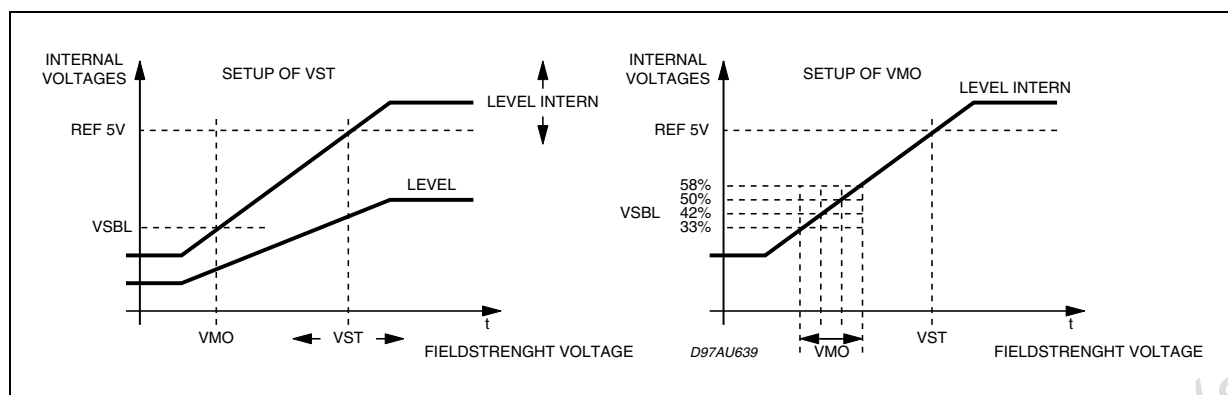 INTERNAL
VOLTAGES
SETUP OF VST
LEVEL INTERN
REF 5V
LEVEL
VSBL
t
VMO
VST
FIELDSTRENGHT VOLTAGE
INTERNAL
VOLTAGES
SETUP OF VMO
LEVEL INTERN
REF 5V
58%
50%
VSBL
42%
33%
t
D97AU639
VMO
VST
FIELDSTRENGHT VOLTAGE